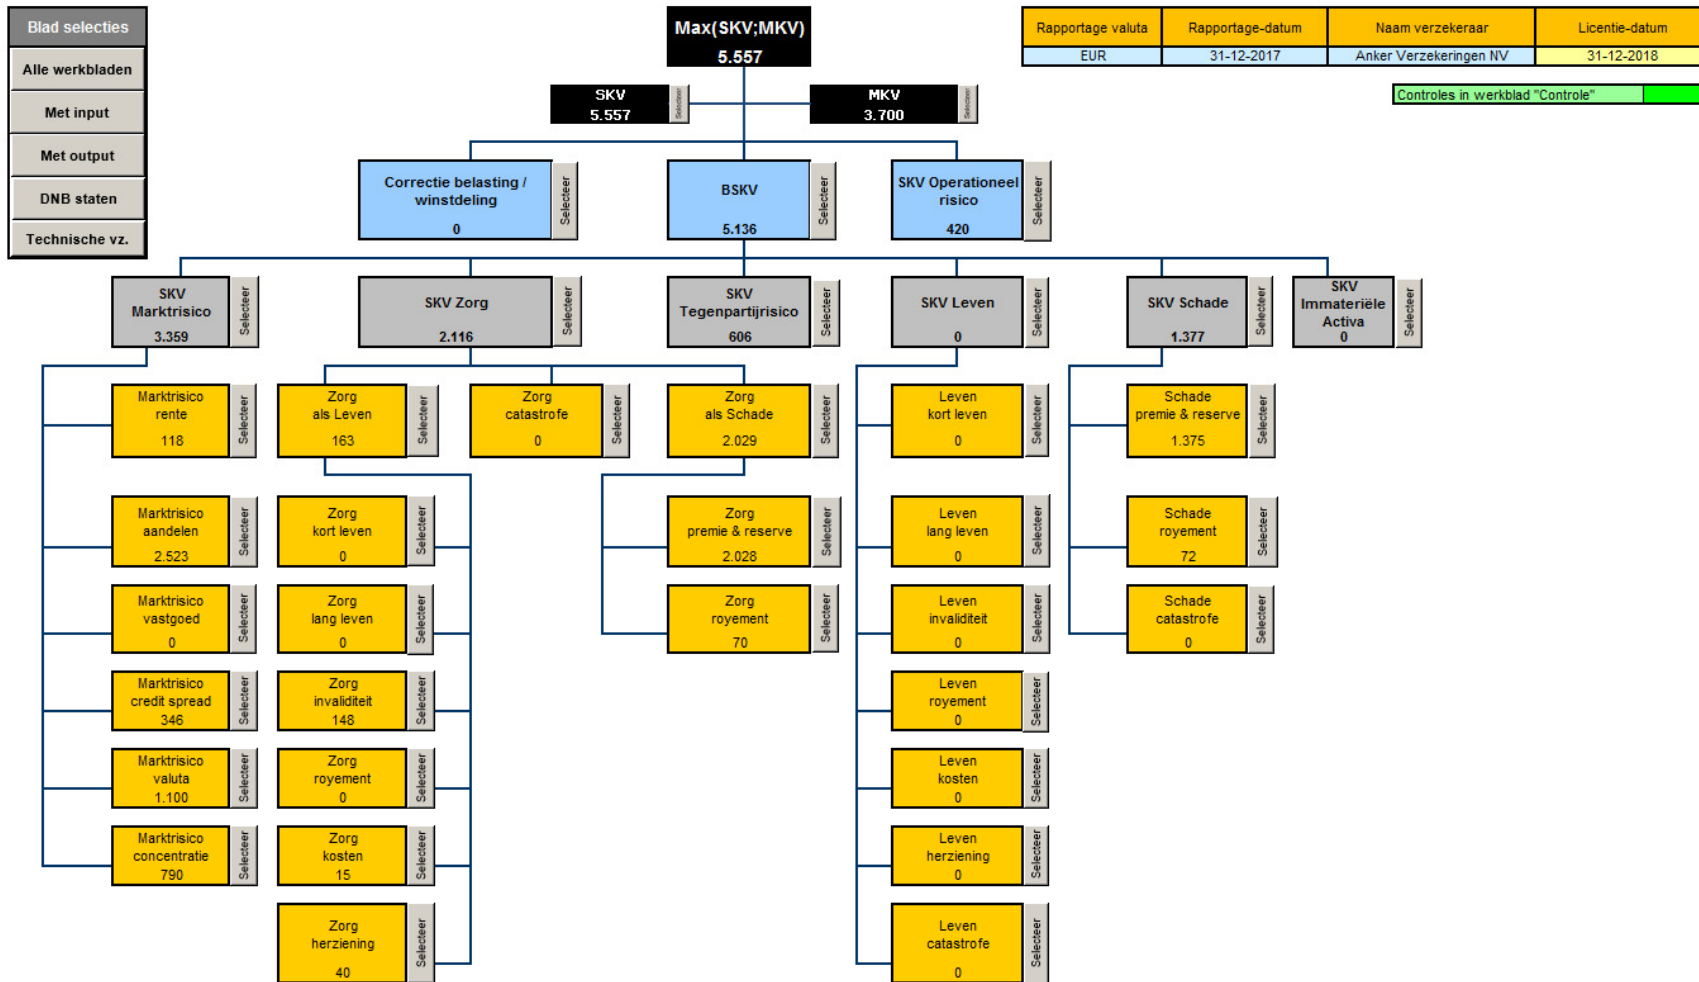 Blad selecties
Alle werkbladen
Met input
Met output
DNB staten
Technische vz.
Max(SKV;MKV)
5.557
Rapportage valuta
Rapportage-datum
Naam verzekeraar
Licentie-datum
EUR
31-12-2017
Anker Verzekeringen NV
31-12-2018
Controles in werkblad "Controle"
SKV
5.557
Selecteer
MKV
3.700
Selecteer
Correctie belasting /
winstdeling
0
Selecteer
BSKV
5.136
Selecteer
SKV Operationeel
risico
420
Selecteer
SKV
Marktrisico
3.359
Selecteer
SKV Zorg
2.116
Selecteer
SKV
Tegenpartijrisico
606
Selecteer
SKV Leven
0
Selecteer
SKV Schade
1.377
Selecteer
SKV
Immateriële
Activa
0
Selecteer
Marktrisico
rente
118
Selecteer
Zorg
als Leven
163
Selecteer
Zorg
catastrofe
0
Selecteer
Zorg
als Schade
2.029
Selecteer
Leven
kort leven
0
Selecteer
Schade
premie & reserve
1.375
Selecteer
Marktrisico
aandelen
2.523
Selecteer
Zorg
kort leven
0
Selecteer
Zorg
premie & reserve
2.028
Selecteer
Leven
lang leven
0
Selecteer
Schade
royement
72
Selecteer
Marktrisico
vastgoed
0
Selecteer
Zorg
lang leven
0
Selecteer
Zorg
royement
70
Selecteer
Leven
invaliditeit
0
Selecteer
Schade
catastrofe
0
Selecteer
Marktrisico
credit spread
346
Selecteer
Zorg
invaliditeit
148
Selecteer
Leven
royement
0
Selecteer
Marktrisico
valuta
1.100
Selecteer
Zorg
royement
0
Selecteer
Leven
kosten
0
Selecteer
Marktrisico
concentratie
790
Selecteer
Zorg
kosten
15
Selecteer
Leven
herziening
0
Selecteer
Zorg
herziening
40
Selecteer
Leven
catastrofe
0
Selecteer